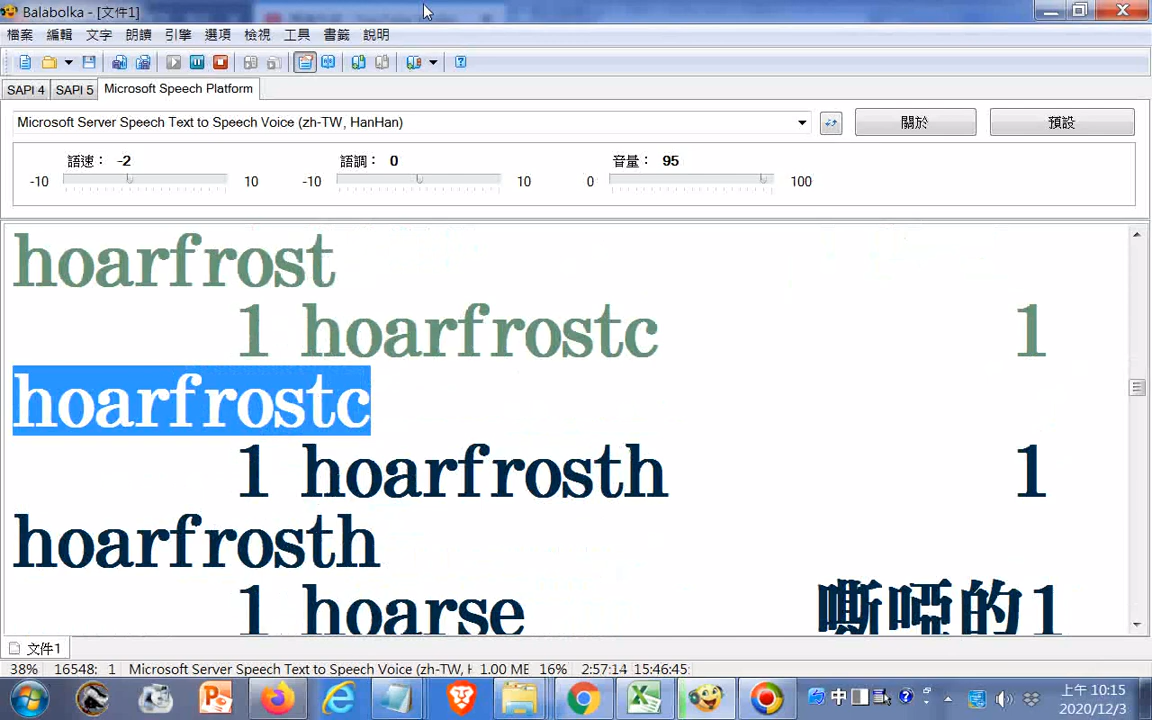 Balabolka - [文件1]
檔案 編輯 文字 朗讀 引擎 選項 檢視 工具 書籤 說明
SAPI 4 SAPI 5 Microsoft Speech Platform
Microsoft Server Speech Text to Speech Voice (zh-TW, HanHan) 關於 預設
語速： -2 語調： 0 音量： 95
-10 10 -10 10 0 100
hoarfrost
1 hoarfrostc 1
hoarfrostc
1 hoarfrosth 1
hoarfrosth
1 hoarse 嘶啞的1
文件1
38% 16548: 1 Microsoft Server Speech Text to Speech Voice (zh-TW, H 1.00 ME 16% 2:57:14 15:46:45
中 上午 10:15
2020/12/3